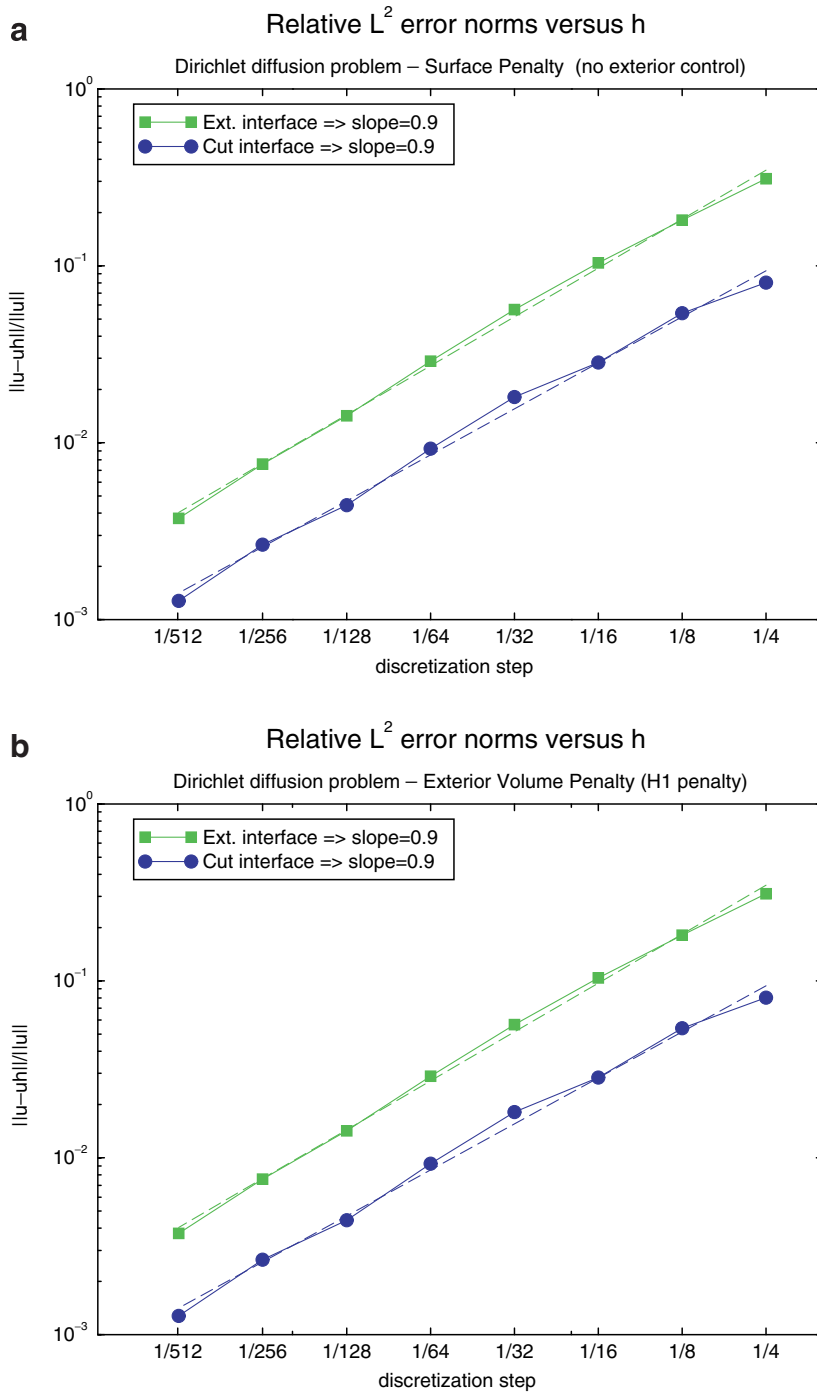 a
Relative L² error norms versus h
Dirichlet diffusion problem – Surface Penalty (no exterior control)
10⁰
Ext. interface => slope=0.9
Cut interface => slope=0.9
10⁻¹
||u–uh||/||u||
10⁻²
10⁻³
1/512 1/256 1/128 1/64 1/32 1/16 1/8 1/4
discretization step
b
Relative L² error norms versus h
Dirichlet diffusion problem – Exterior Volume Penalty (H1 penalty)
10⁰
Ext. interface => slope=0.9
Cut interface => slope=0.9
10⁻¹
||u–uh||/||u||
10⁻²
10⁻³
1/512 1/256 1/128 1/64 1/32 1/16 1/8 1/4
discretization step